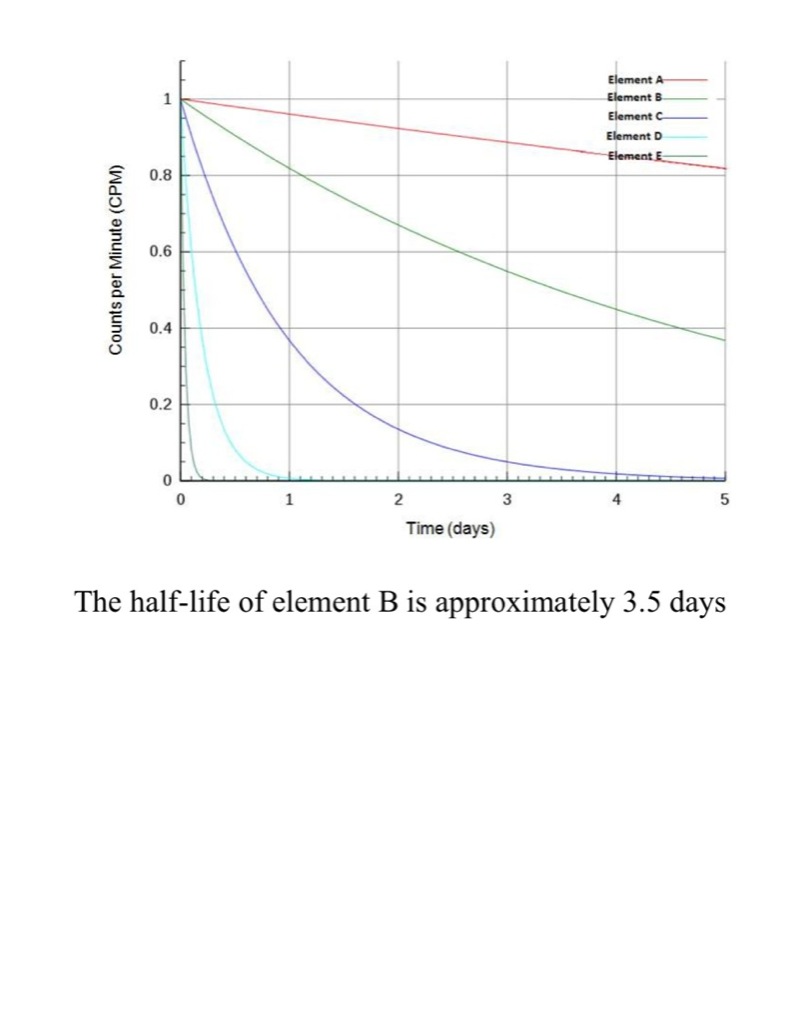 Element A
Element B
Element C
Element D
Element E
1
0.8
0.6
0.4
0.2
0
Counts per Minute (CPM)
0 1 2 3 4 5
Time (days)
The half-life of element B is approximately 3.5 days